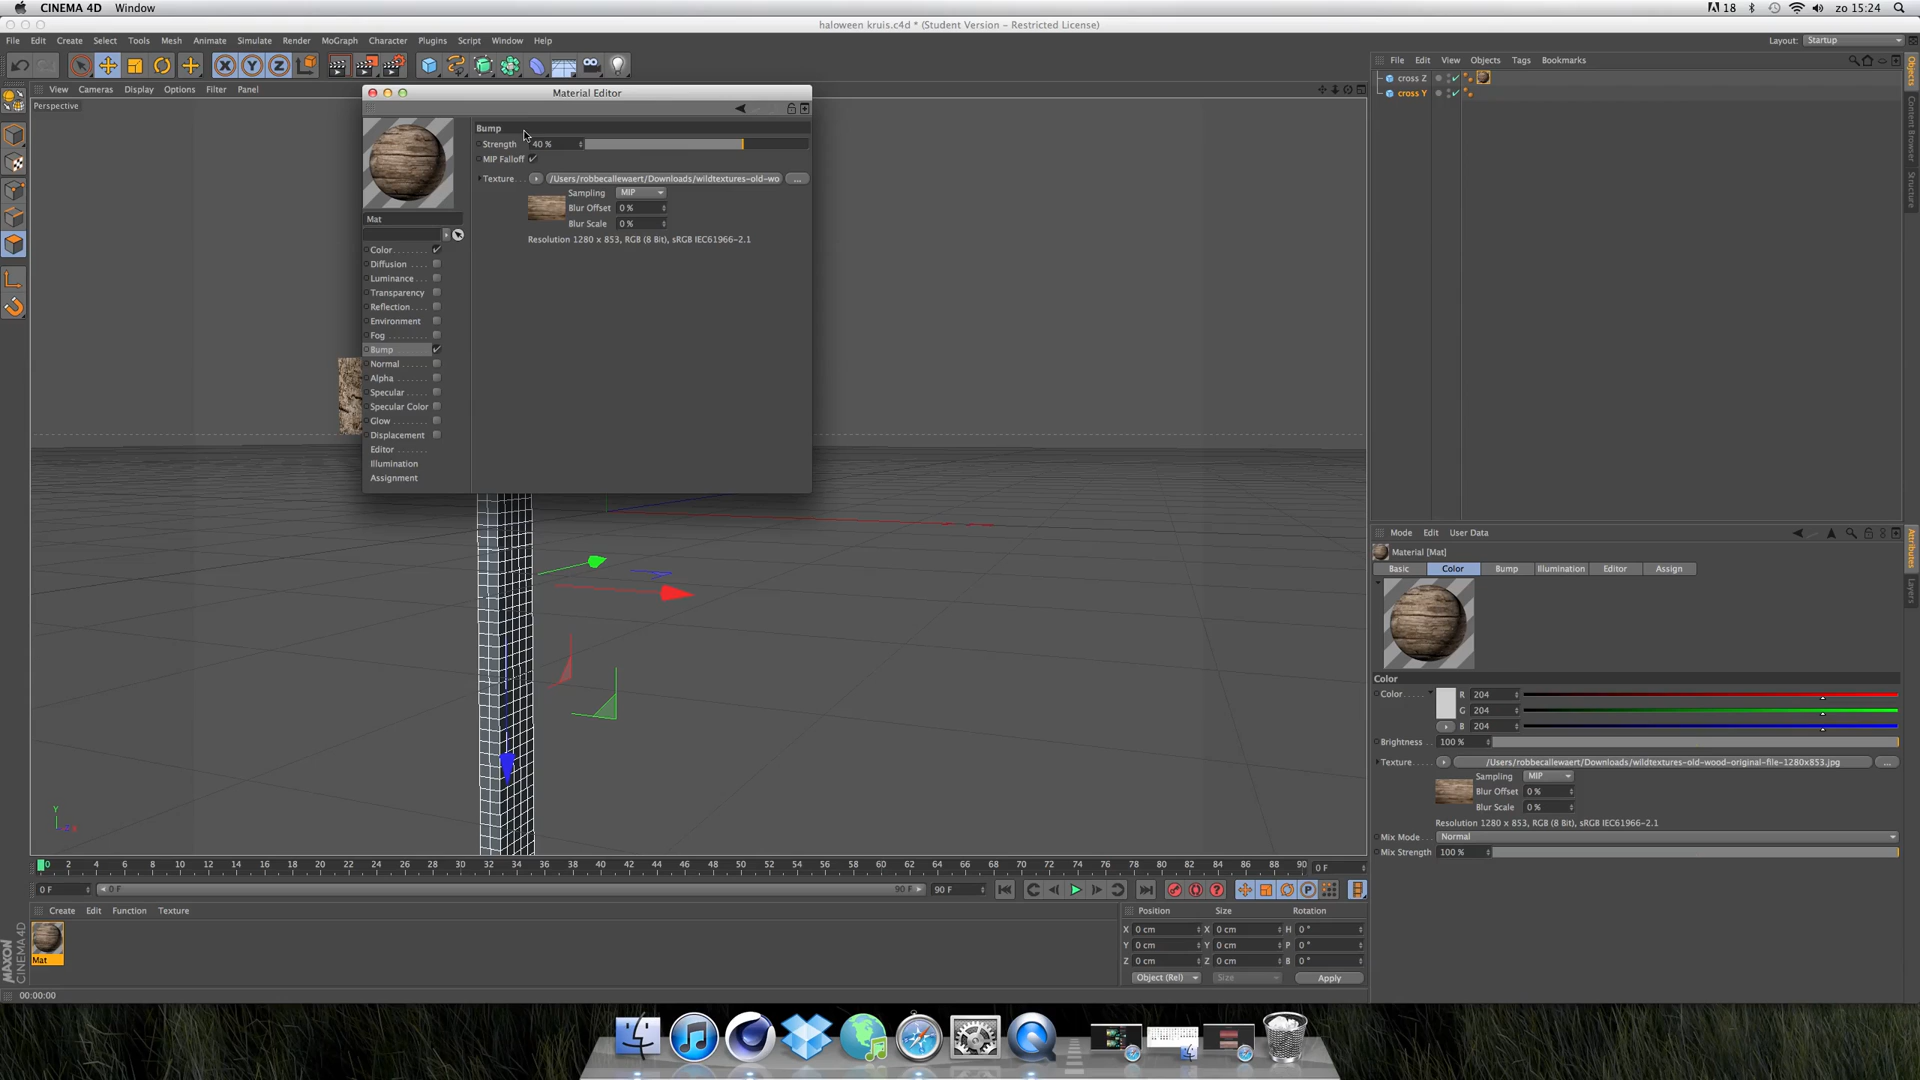 CINEMA 4D Window
18 zo 15:24
haloween kruis.c4d * (Student Version - Restricted License)
File Edit Create Select Tools Mesh Animate Simulate Render MoGraph Character Plugins Script Window Help
Layout: Startup
X Y Z
View Cameras Display Options Filter Panel
Perspective
Material Editor
Bump
Strength 40 %
MIP Falloff
Texture. . . /Users/robbecallewaert/Downloads/wildtextures-old-wo ...
Sampling MIP
Blur Offset 0 %
Blur Scale 0 %
Resolution 1280 x 853, RGB (8 Bit), sRGB IEC61966-2.1
Mat
Color
Diffusion
Luminance
Transparency
Reflection
Environment
Fog
Bump
Normal
Alpha
Specular
Specular Color
Glow
Displacement
Editor
Illumination
Assignment
File Edit View Objects Tags Bookmarks
cross Z
cross Y
Objects
Content Browser
Structure
Mode Edit User Data
Material [Mat]
Basic Color Bump Illumination Editor Assign
Color
Color R 204
G 204
B 204
Brightness 100 %
Texture /Users/robbecallewaert/Downloads/wildtextures-old-wood-original-file-1280x853.jpg ...
Sampling MIP
Blur Offset 0 %
Blur Scale 0 %
Resolution 1280 x 853, RGB (8 Bit), sRGB IEC61966-2.1
Mix Mode Normal
Mix Strength 100 %
Attributes
Layers
Y
0 2 4 6 8 10 12 14 16 18 20 22 24 26 28 30 32 34 36 38 40 42 44 46 48 50 52 54 56 58 60 62 64 66 68 70 72 74 76 78 80 82 84 86 88 90 0 F
0 F 0 F 90 F 90 F
Create Edit Function Texture
Mat
Position Size Rotation
X 0 cm X 0 cm H 0 °
Y 0 cm Y 0 cm P 0 °
Z 0 cm Z 0 cm B 0 °
Object (Rel) Size Apply
MAXON
CINEMA 4D
00:00:00